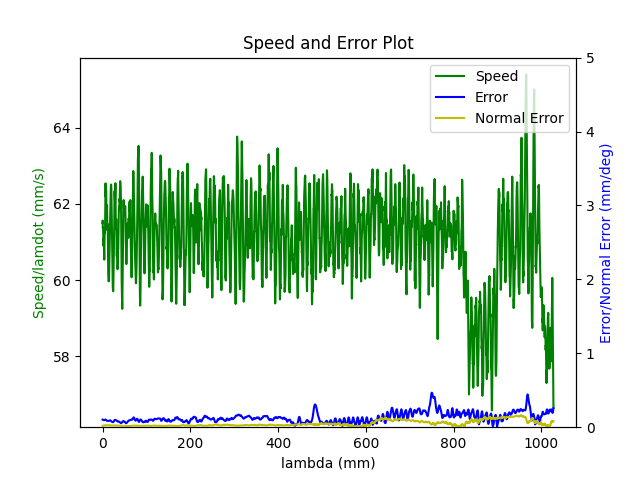 Speed and Error Plot
Speed
Error
Normal Error
Speed/lamdot (mm/s)
64
62
60
58
Error/Normal Error (mm/deg)
5
4
3
2
1
0
0
200
400
600
800
1000
lambda (mm)